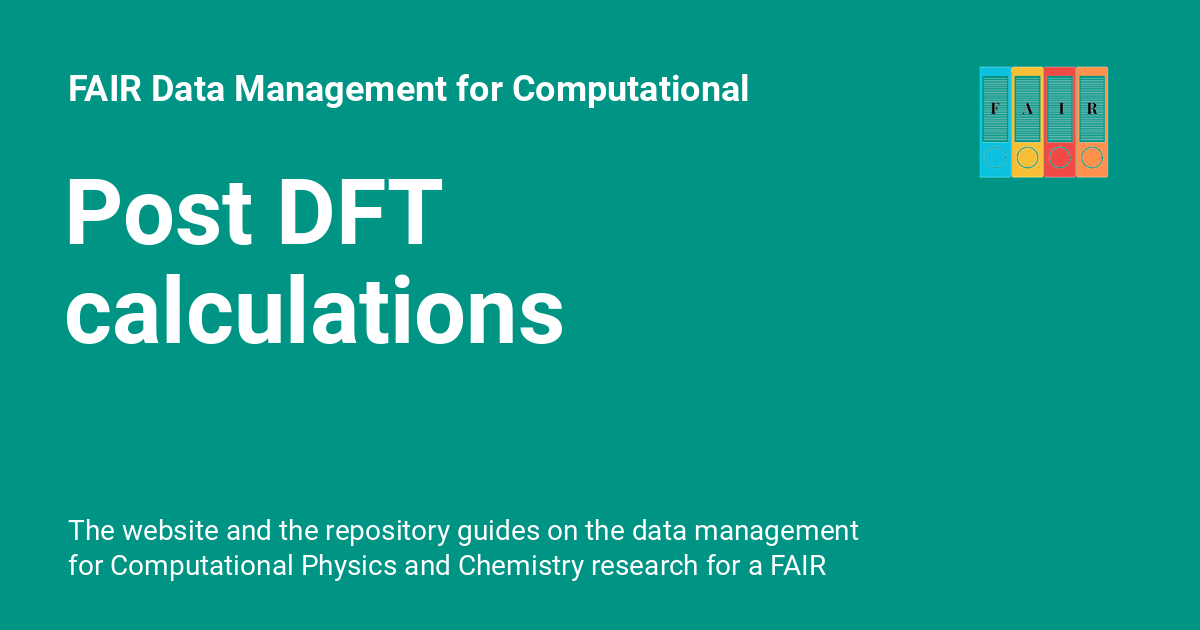 FAIR Data Management for Computational
F A I R
Post DFT
calculations
The website and the repository guides on the data management
for Computational Physics and Chemistry research for a FAIR